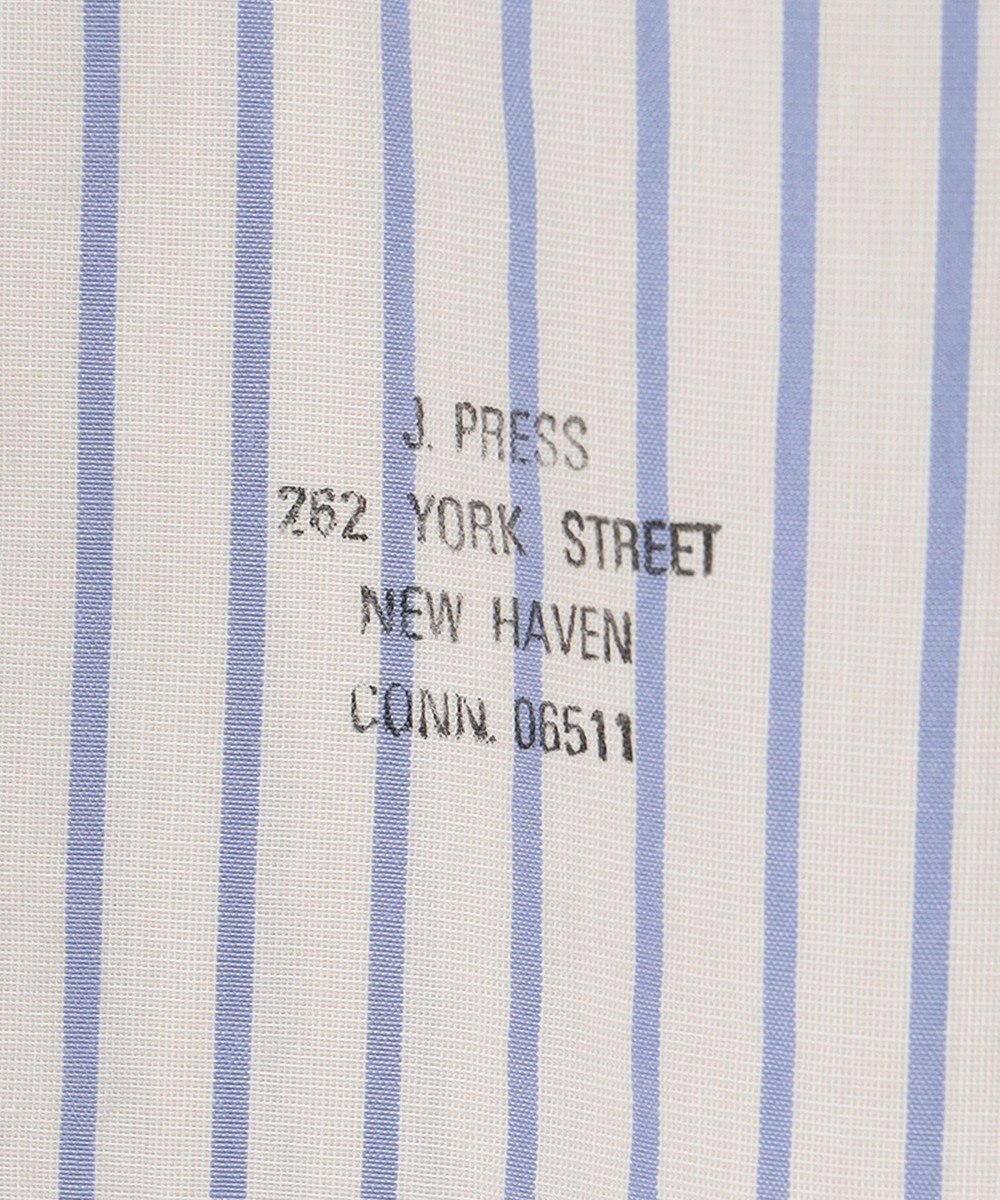 J. PRESS
262 YORK STREET
NEW HAVEN
CONN. 06511